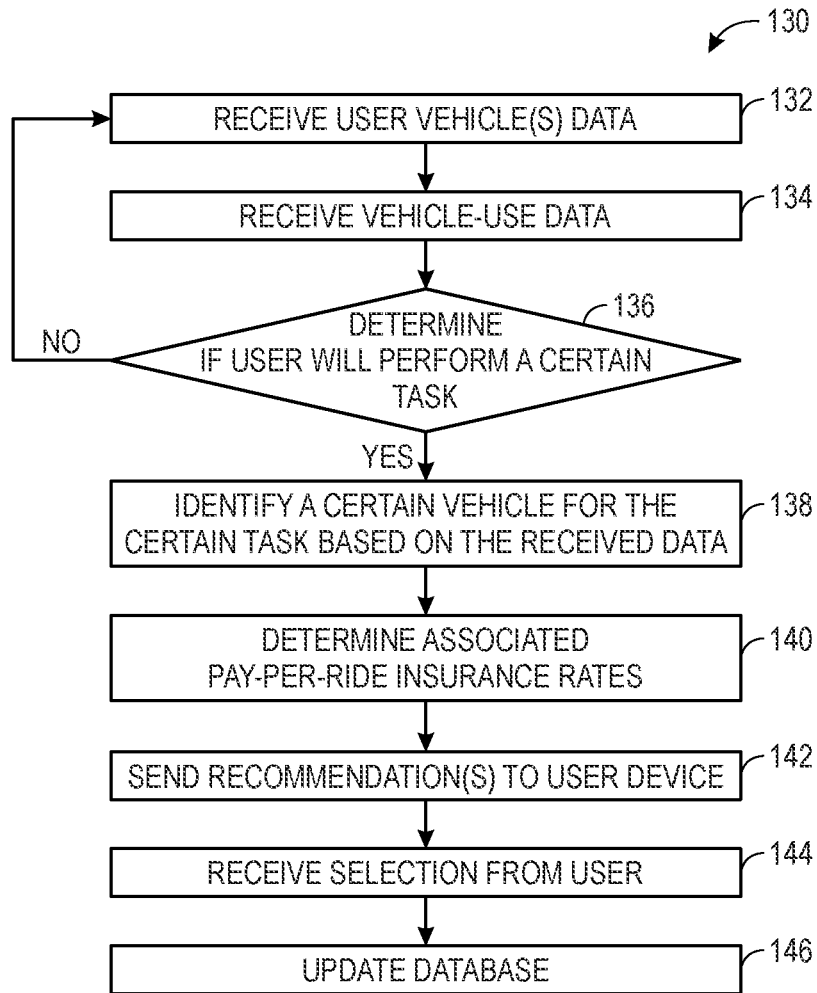 130
RECEIVE USER VEHICLE(S) DATA
132
RECEIVE VEHICLE-USE DATA
134
136
DETERMINE
IF USER WILL PERFORM A CERTAIN
TASK
NO
YES
IDENTIFY A CERTAIN VEHICLE FOR THE
CERTAIN TASK BASED ON THE RECEIVED DATA
138
DETERMINE ASSOCIATED
PAY-PER-RIDE INSURANCE RATES
140
SEND RECOMMENDATION(S) TO USER DEVICE
142
RECEIVE SELECTION FROM USER
144
UPDATE DATABASE
146